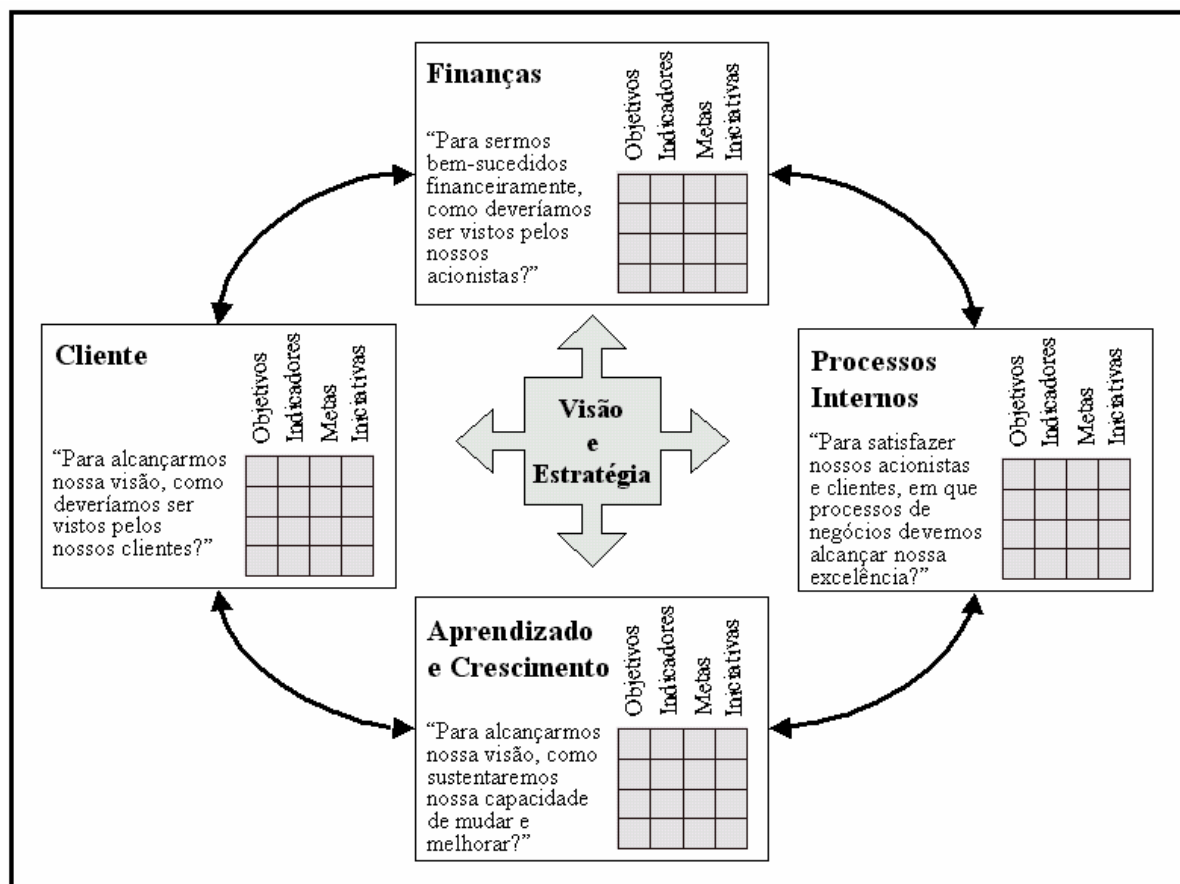 Finanças
Objetivos
Indicadores
Metas
Iniciativas
“Para sermos
bem-sucedidos
financeiramente,
como deveríamos
ser vistos pelos
nossos
acionistas?”
Cliente
Objetivos
Indicadores
Metas
Iniciativas
“Para alcançarmos
nossa visão, como
deveríamos ser
vistos pelos
nossos clientes?”
Visão
e
Estratégia
Processos
Internos
Objetivos
Indicadores
Metas
Iniciativas
“Para satisfazer
nossos acionistas
e clientes, em que
processos de
negócios devemos
alcançar nossa
excelência?”
Aprendizado
e Crescimento
Objetivos
Indicadores
Metas
Iniciativas
“Para alcançarmos
nossa visão, como
sustentaremos
nossa capacidade
de mudar e
melhorar?”